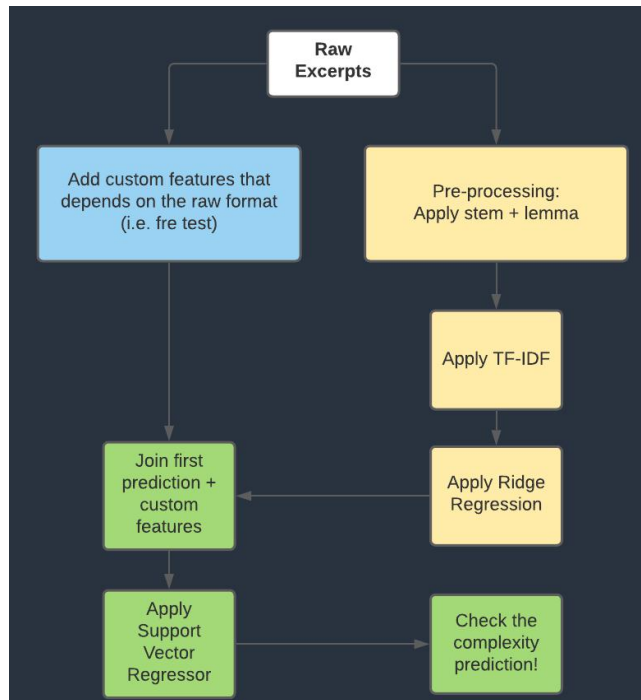 Raw
Excerpts
Add custom features that
depends on the raw format
(i.e. fre test)
Pre-processing:
Apply stem + lemma
Apply TF-IDF
Join first
prediction +
custom
features
Apply Ridge
Regression
Apply
Support
Vector
Regressor
Check the
complexity
prediction!